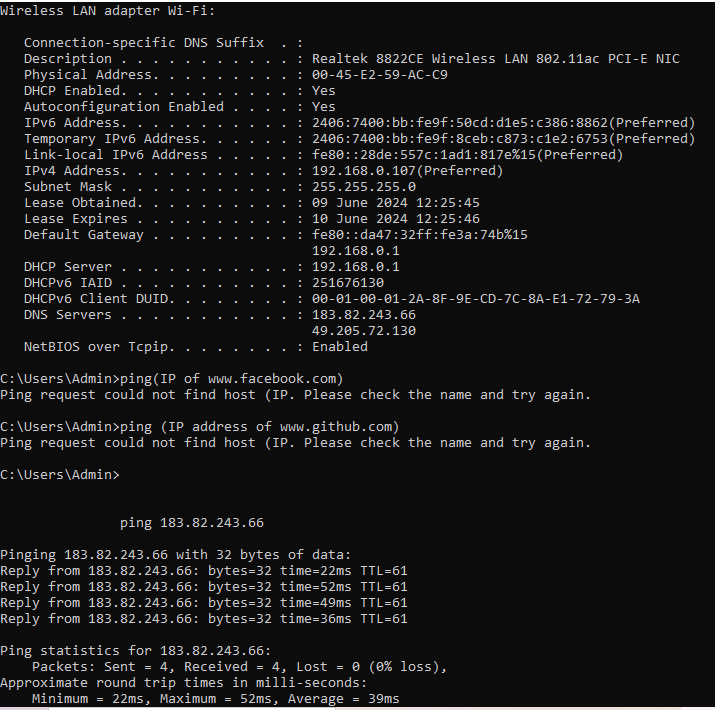 Wireless LAN adapter Wi-Fi:
Connection-specific DNS Suffix  . :
Description . . . . . . . . . . . : Realtek 8822CE Wireless LAN 802.11ac PCI-E NIC
Physical Address. . . . . . . . . : 00-45-E2-59-AC-C9
DHCP Enabled. . . . . . . . . . . : Yes
Autoconfiguration Enabled . . . . : Yes
IPv6 Address. . . . . . . . . . . : 2406:7400:bb:fe9f:50cd:d1e5:c386:8862(Preferred)
Temporary IPv6 Address. . . . . . : 2406:7400:bb:fe9f:8ceb:c873:c1e2:6753(Preferred)
Link-local IPv6 Address . . . . . : fe80::28de:557c:1ad1:817e%15(Preferred)
IPv4 Address. . . . . . . . . . . : 192.168.0.107(Preferred)
Subnet Mask . . . . . . . . . . . : 255.255.255.0
Lease Obtained. . . . . . . . . . : 09 June 2024 12:25:45
Lease Expires . . . . . . . . . . : 10 June 2024 12:25:46
Default Gateway . . . . . . . . . : fe80::da47:32ff:fe3a:74b%15
192.168.0.1
DHCP Server . . . . . . . . . . . : 192.168.0.1
DHCPv6 IAID . . . . . . . . . . . : 251676130
DHCPv6 Client DUID. . . . . . . . : 00-01-00-01-2A-8F-9E-CD-7C-8A-E1-72-79-3A
DNS Servers . . . . . . . . . . . : 183.82.243.66
49.205.72.130
NetBIOS over Tcpip. . . . . . . . : Enabled
C:\Users\Admin>ping(IP of www.facebook.com)
Ping request could not find host (IP. Please check the name and try again.
C:\Users\Admin>ping (IP address of www.github.com)
Ping request could not find host (IP. Please check the name and try again.
C:\Users\Admin>
ping 183.82.243.66
Pinging 183.82.243.66 with 32 bytes of data:
Reply from 183.82.243.66: bytes=32 time=22ms TTL=61
Reply from 183.82.243.66: bytes=32 time=52ms TTL=61
Reply from 183.82.243.66: bytes=32 time=49ms TTL=61
Reply from 183.82.243.66: bytes=32 time=36ms TTL=61
Ping statistics for 183.82.243.66:
Packets: Sent = 4, Received = 4, Lost = 0 (0% loss),
Approximate round trip times in milli-seconds:
Minimum = 22ms, Maximum = 52ms, Average = 39ms